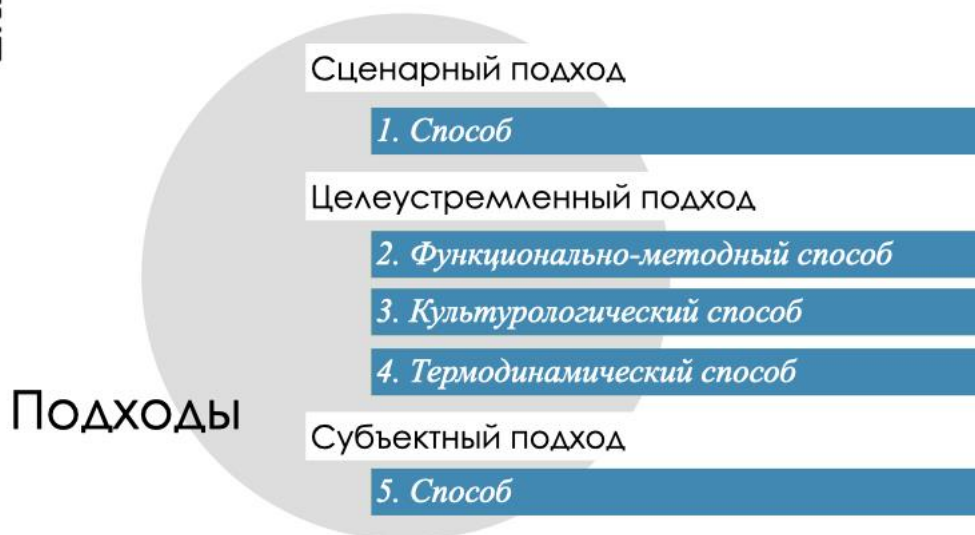 Сценарный подход
1. Способ
Целеустремленный подход
2. Функционально-методный способ
3. Культурологический способ
4. Термодинамический способ
Подходы
Субъектный подход
5. Способ